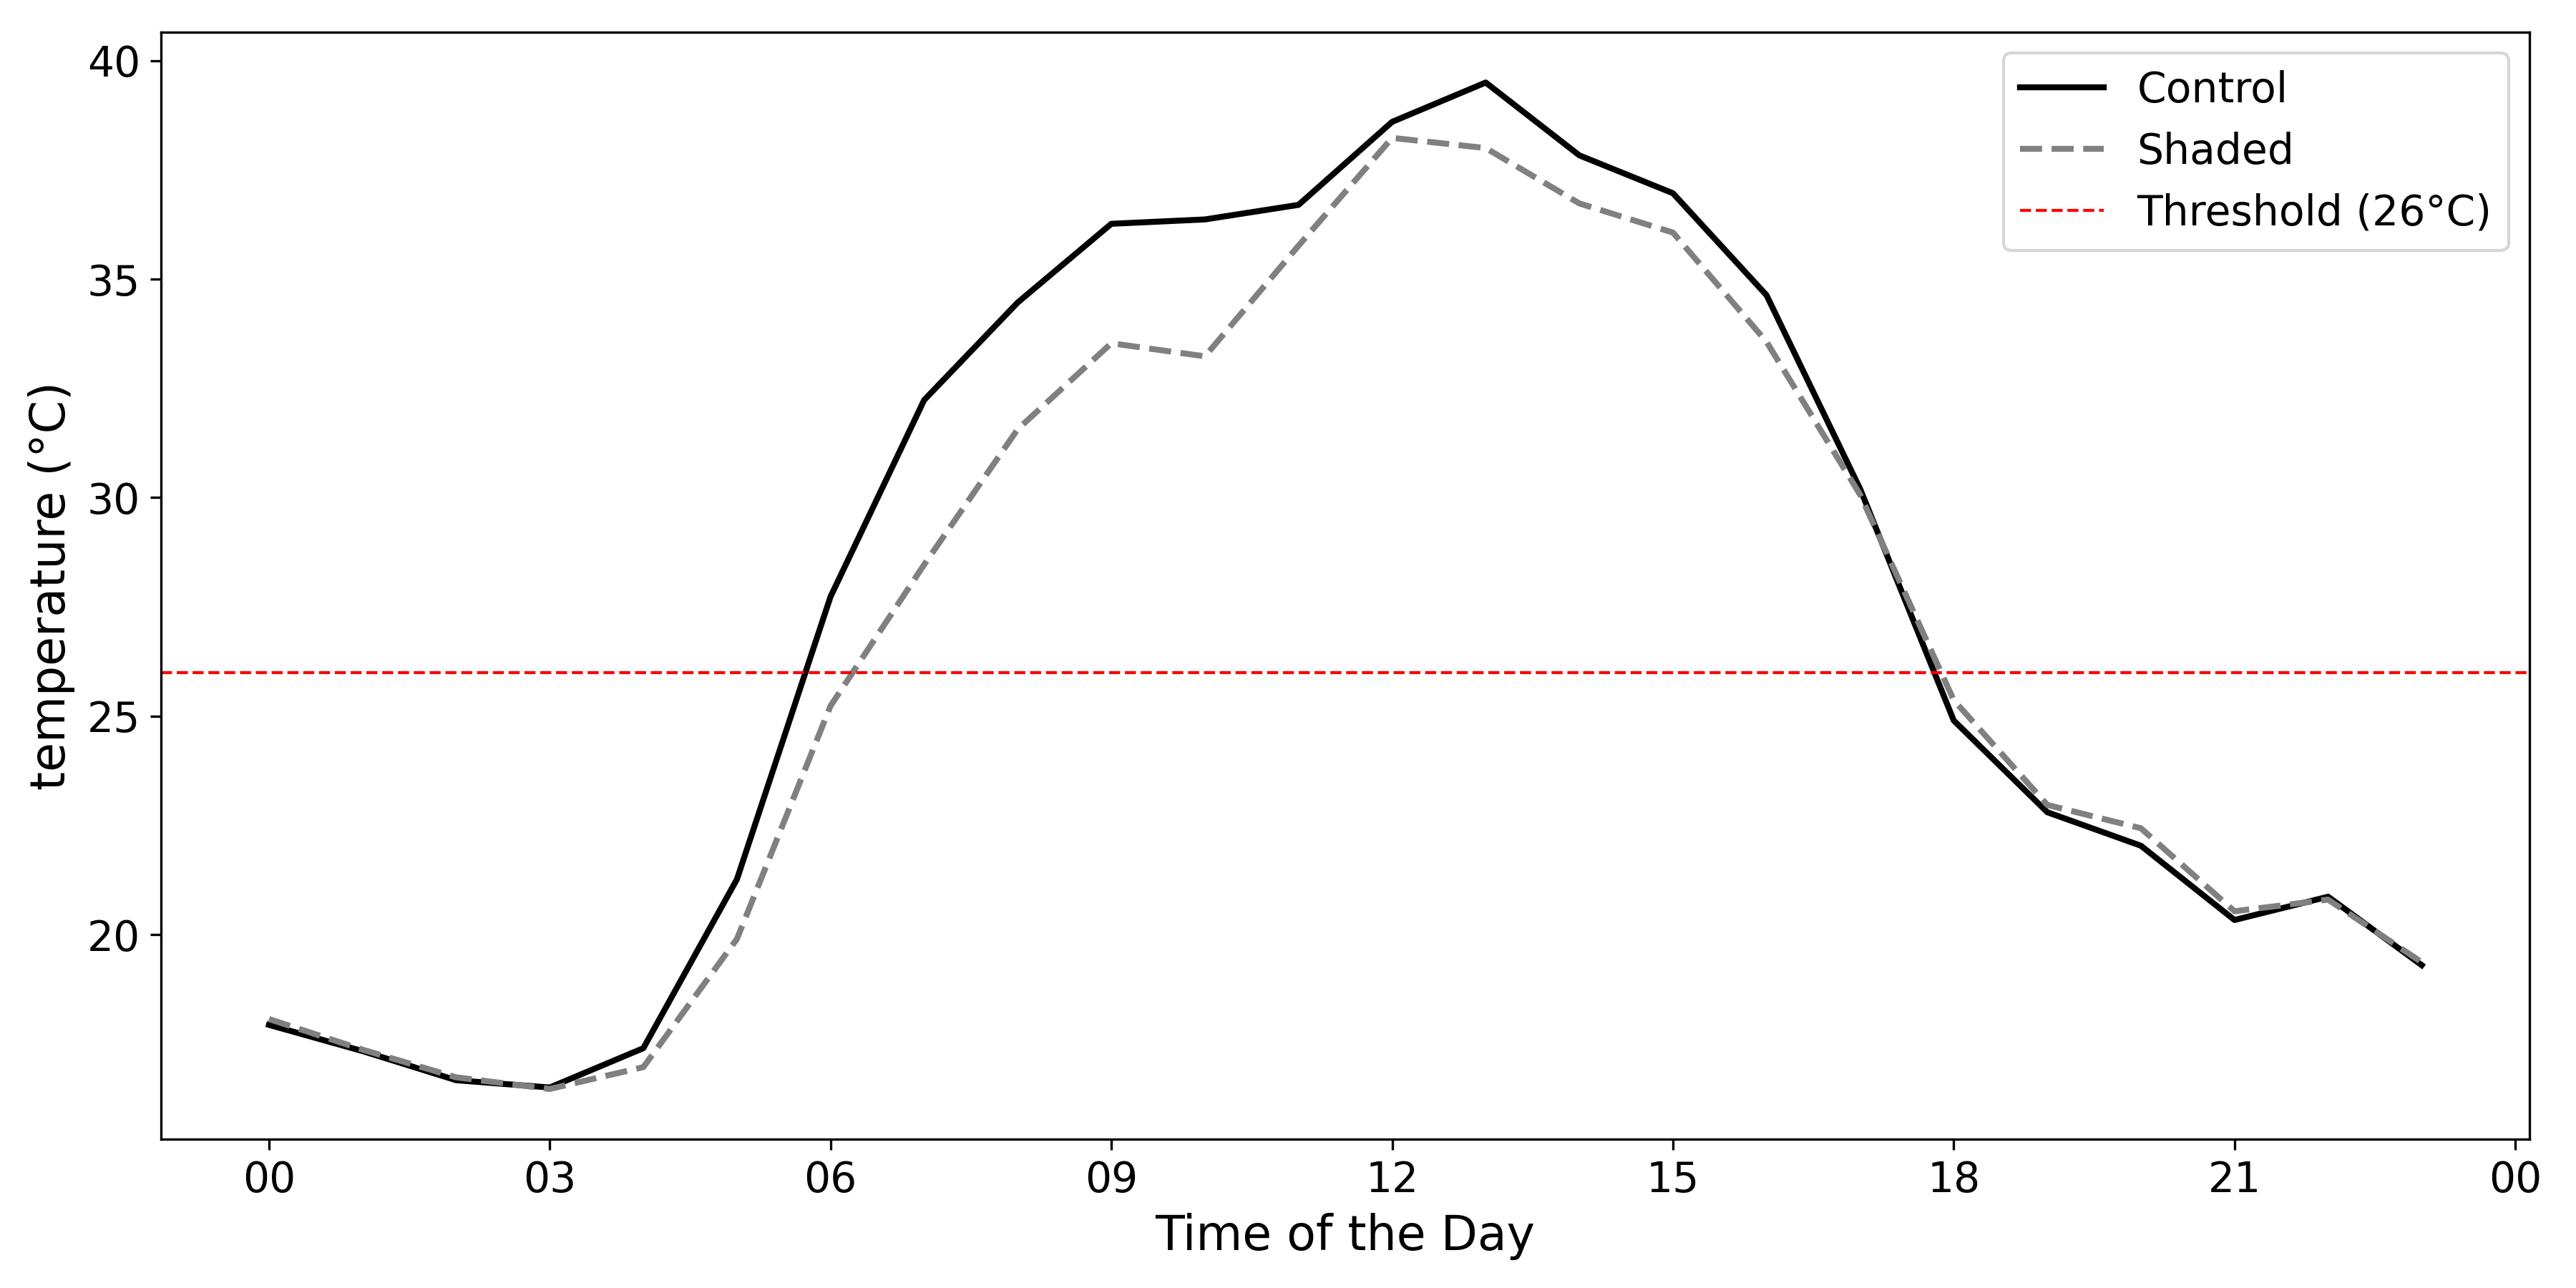 40
35
30
25
20
temperature (°C)
Control
Shaded
Threshold (26°C)
00 03 06 09 12 15 18 21 00
Time of the Day